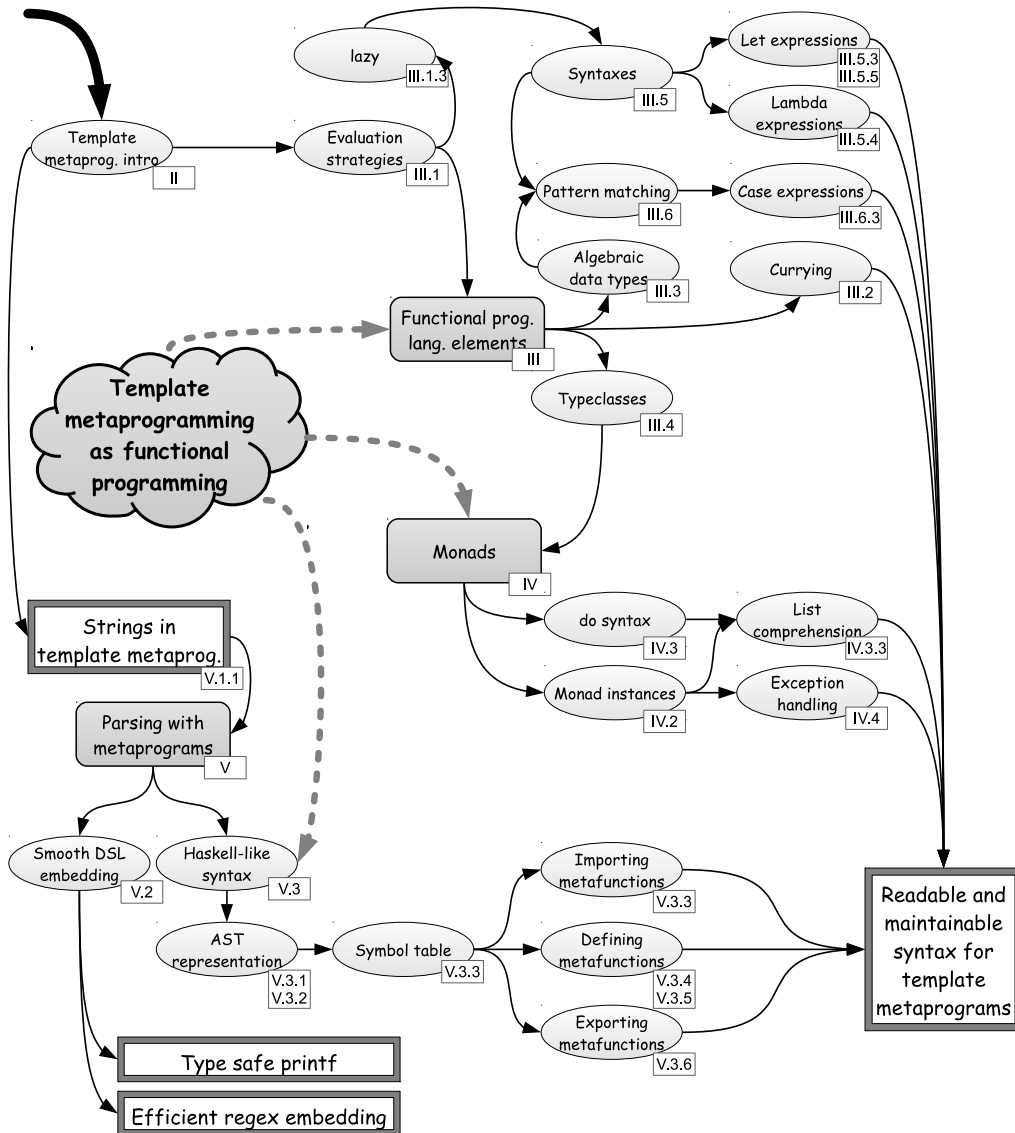 lazy
III.1.3
Syntaxes
III.5
Let expressions
III.5.3
III.5.5
Lambda
expressions
III.5.4
Template
metaprog. intro
II
Evaluation
strategies
III.1
Pattern matching
III.6
Case expressions
III.6.3
Algebraic
data types
III.3
Currying
III.2
Functional prog.
lang. elements
III
Template
metaprogramming
as functional
programming
Typeclasses
III.4
Monads
IV
Strings in
template metaprog.
V.1.1
do syntax
IV.3
List
comprehension
IV.3.3
Monad instances
IV.2
Exception
handling
IV.4
Parsing with
metaprograms
V
Smooth DSL
embedding
V.2
Haskell-like
syntax
V.3
Importing
metafunctions
V.3.3
AST
representation
V.3.1
V.3.2
Symbol table
V.3.3
Defining
metafunctions
V.3.4
V.3.5
Exporting
metafunctions
V.3.6
Readable and
maintainable
syntax for
template
metaprograms
Type safe printf
Efficient regex embedding